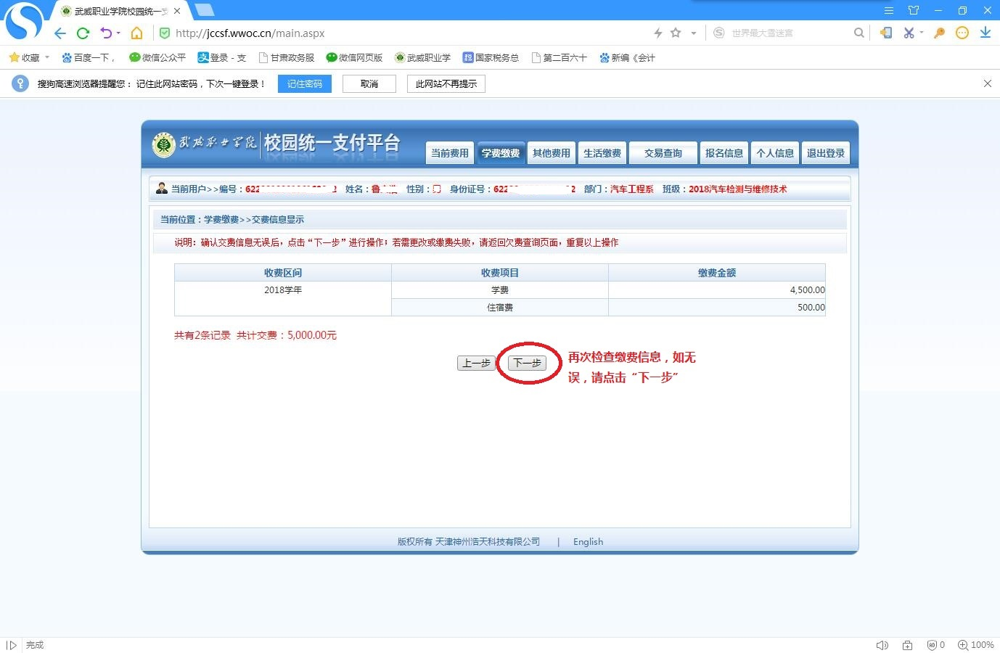 武威职业学院校园统一支
http://jccsf.wwoc.cn/main.aspx
世界最大雪迷宫
收藏 百度一下， 微信公众平 支 登录 - 支 甘肃政务服 微信网页版 武威职业学 国家税务总 第二百六十 新编《会计
搜狗高速浏览器提醒您： 记住此网站密码，下次一键登录！ 记住密码 取消 此网站不再提示
武威职业学院 校园统一支付平台
当前费用 学费缴费 其他费用 生活缴费 交易查询 报名信息 个人信息 退出登录
当前用户>>编号：622 2 姓名：鲁 性别： 身份证号：622 2 部门：汽车工程系 班级：2018汽车检测与维修技术
当前位置：学费缴费>>交费信息显示
说明：确认交费信息无误后，点击“下一步”进行操作；若需更改或缴费失败，请返回欠费查询页面，重复以上操作
收费区间 收费项目 缴费金额
2018学年 学费 4,500.00
住宿费 500.00
共有2条记录 共计交费：5,000.00元
上一步 下一步
再次检查缴费信息，如无
误，请点击“下一步”
版权所有 天津神州浩天科技有限公司 | English
完成 0 100%